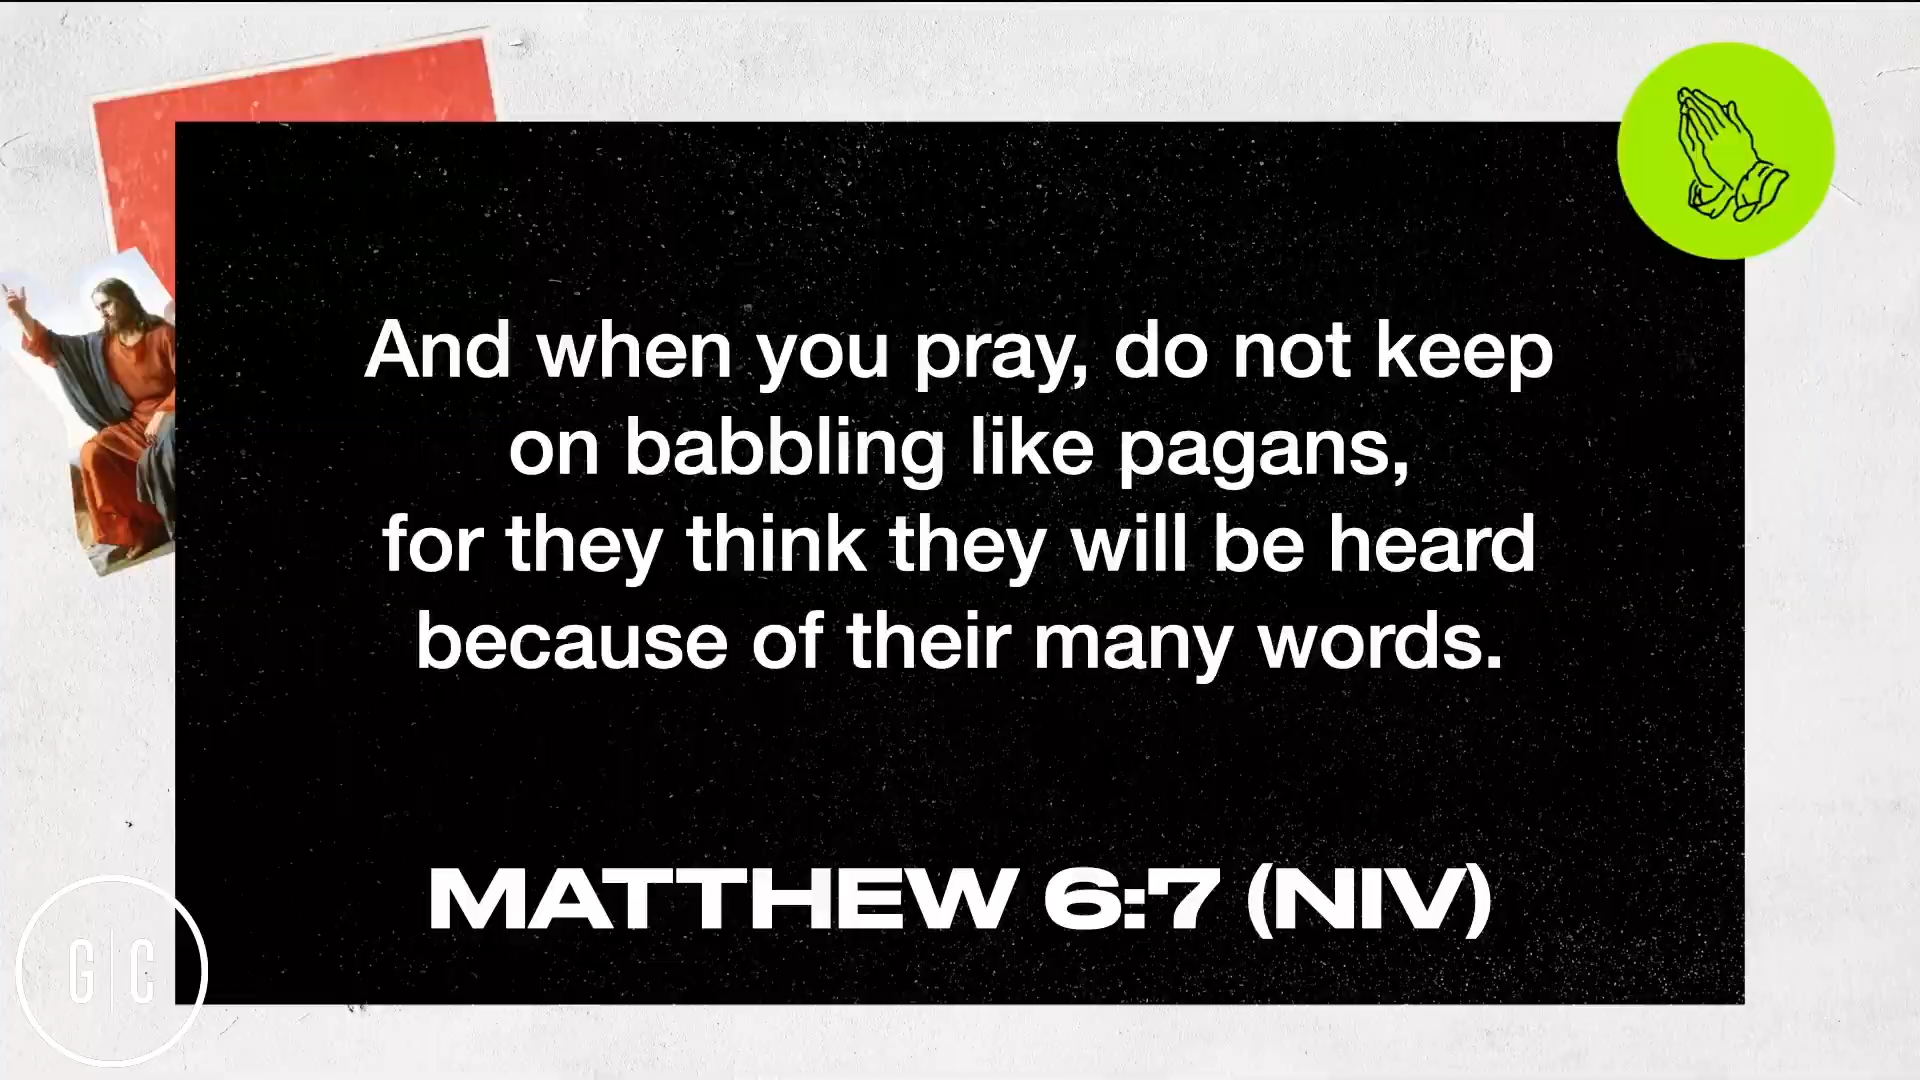 And when you pray, do not keep
on babbling like pagans,
for they think they will be heard
because of their many words.
MATTHEW 6:7 (NIV)
G|C